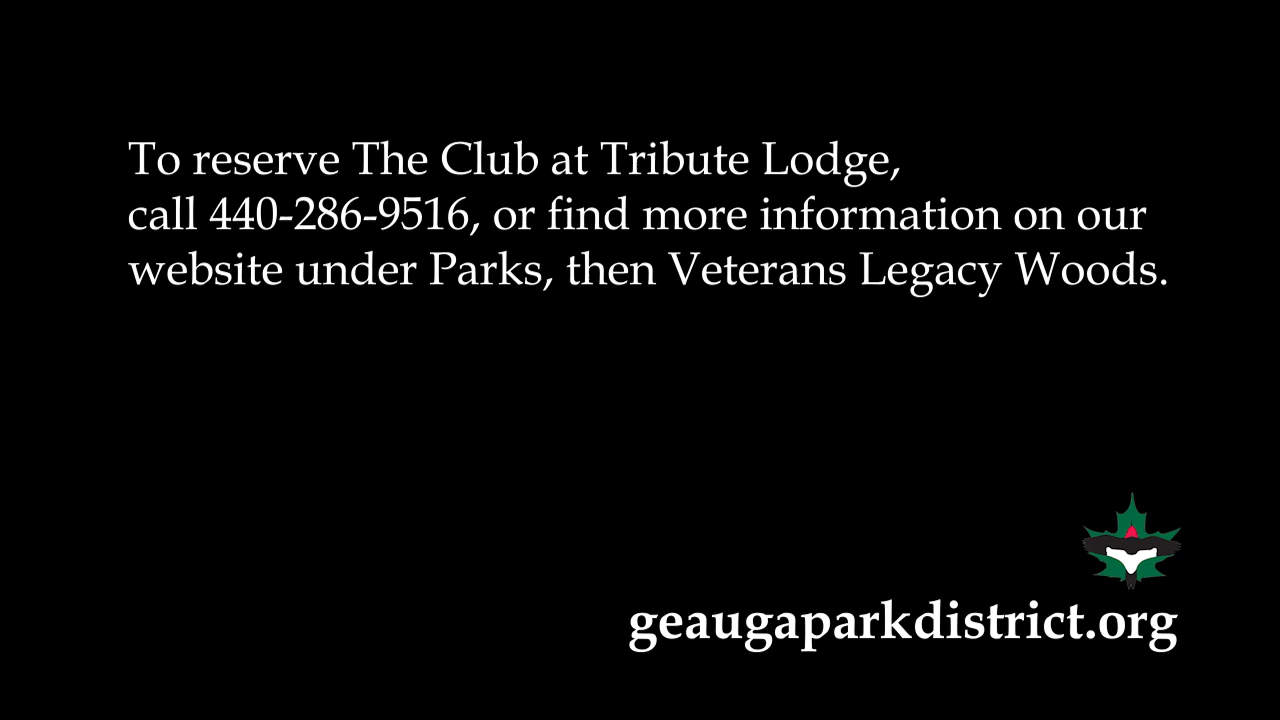 To reserve The Club at Tribute Lodge,
call 440-286-9516, or find more information on our
website under Parks, then Veterans Legacy Woods.
geaugaparkdistrict.org